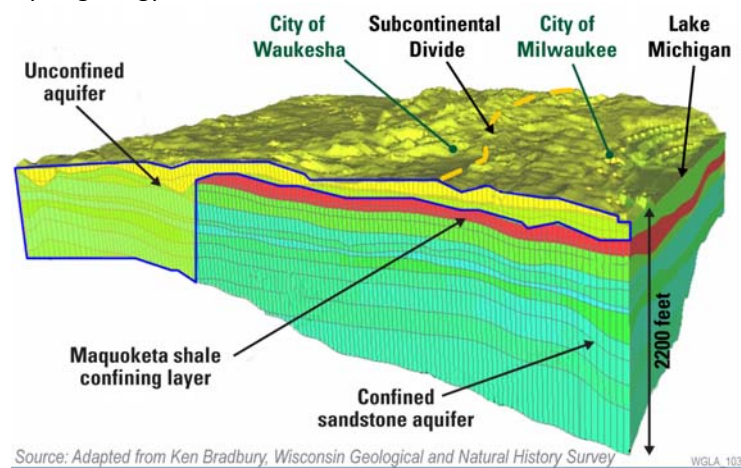 City of
Waukesha
Subcontinental
Divide
City of
Milwaukee
Lake
Michigan
Unconfined
aquifer
2200 feet
Maquoketa shale
confining layer
Confined
sandstone aquifer
Source: Adapted from Ken Bradbury, Wisconsin Geological and Natural History Survey